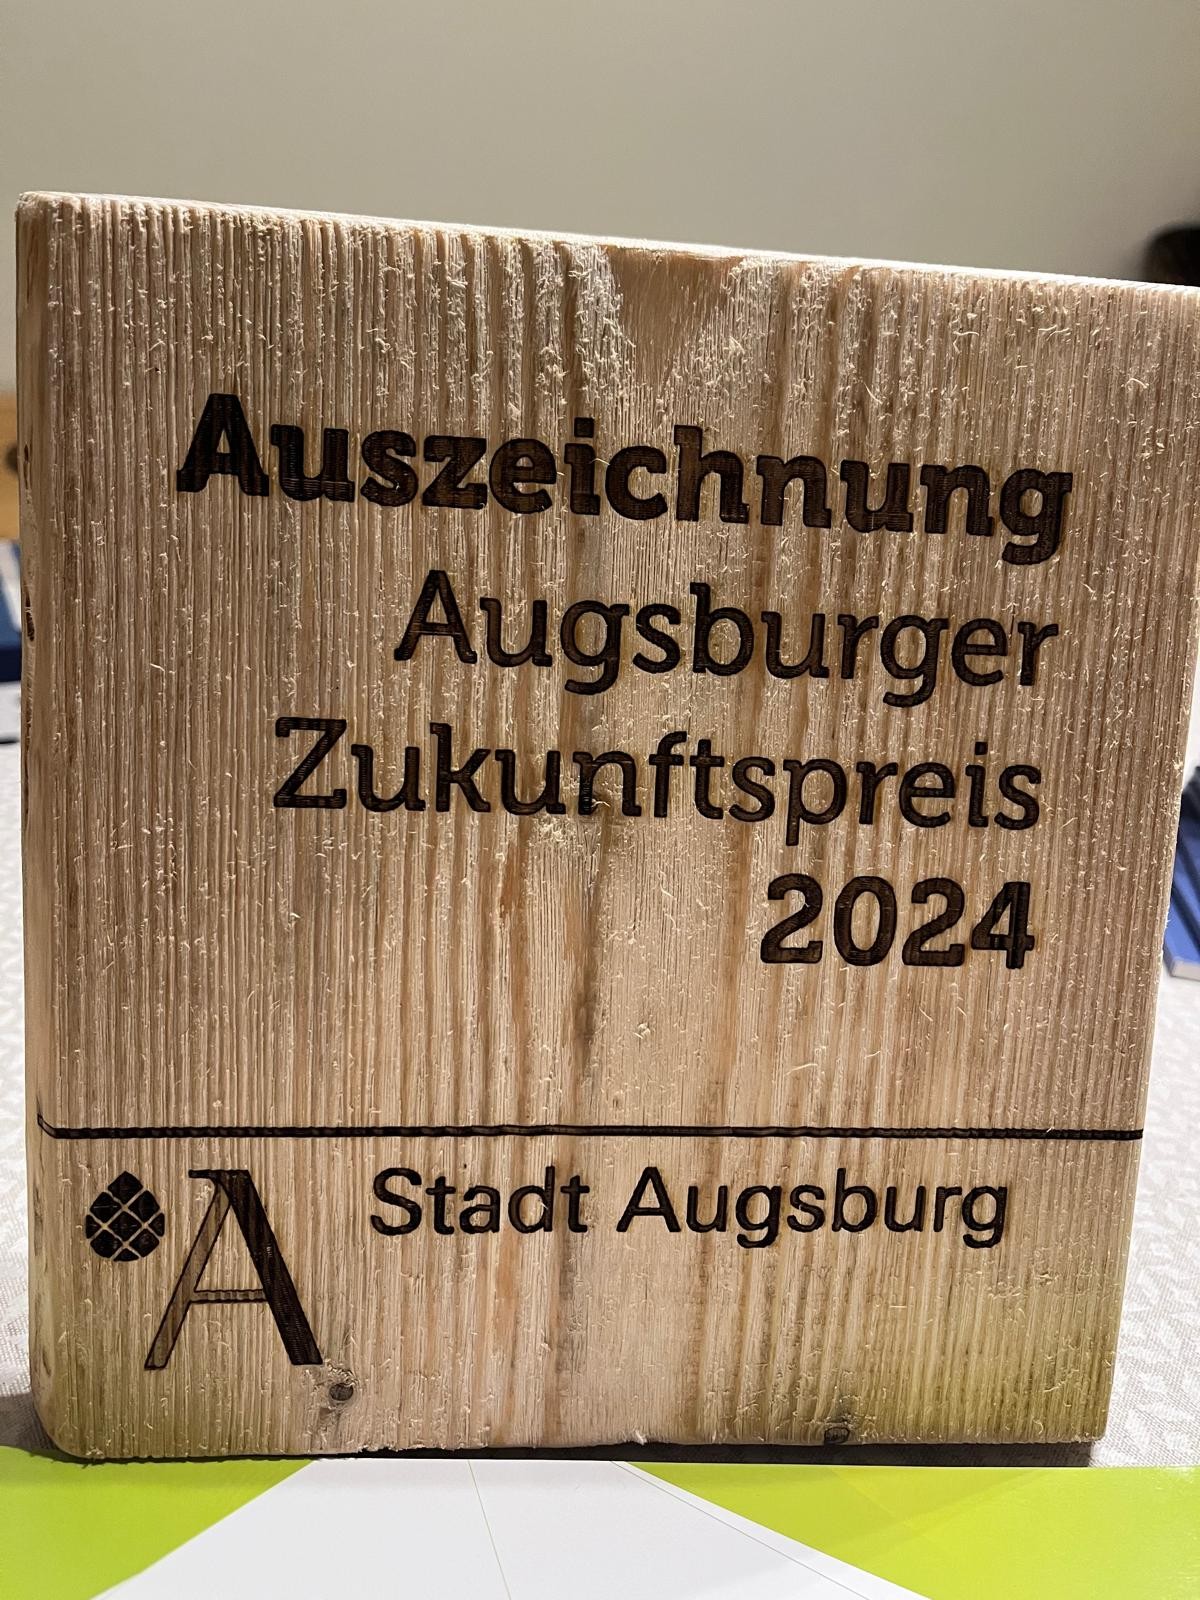 Auszeichnung
Augsburger
Zukunftspreis
2024
Stadt Augsburg
A